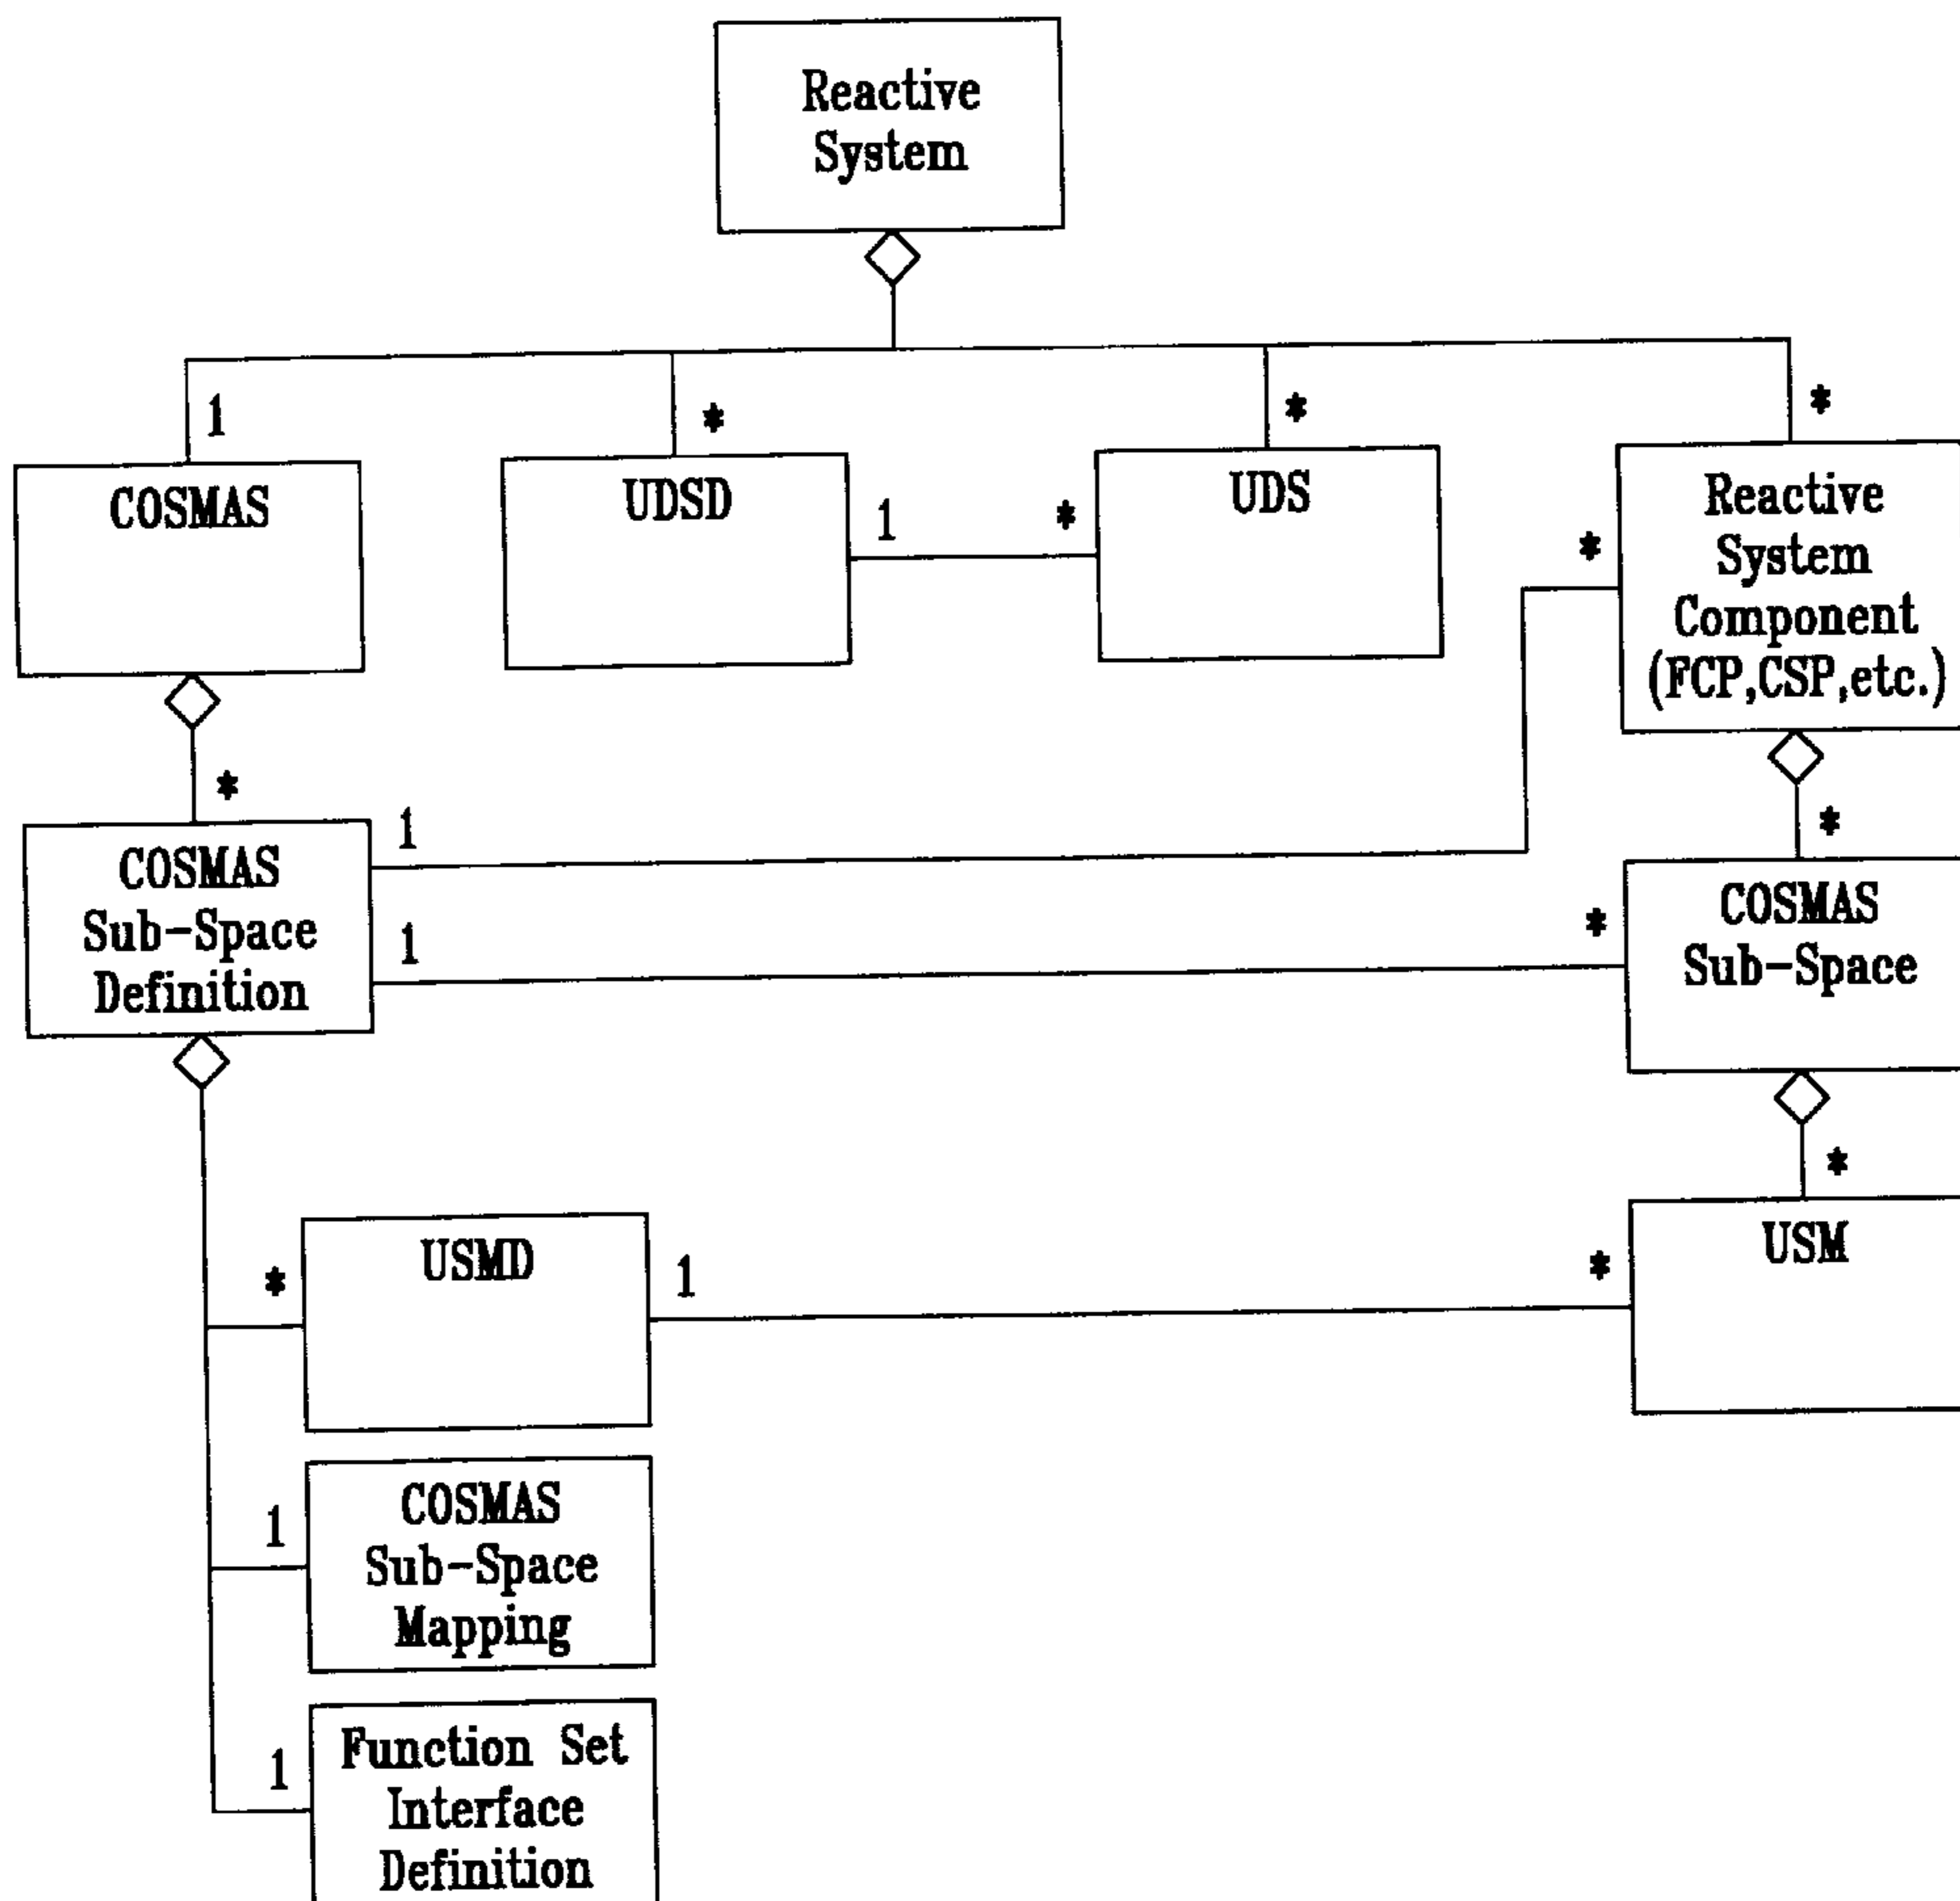 Reactive
System
1
*
*
*
COSMAS
UDSD
1
*
UDS
*
Reactive
System
Component
(FCP,CSP,etc.)
*
*
COSMAS
Sub-Space
Definition
1
1
*
COSMAS
Sub-Space
*
*
USMD
1
*
USM
1
COSMAS
Sub-Space
Mapping
1
Function Set
Interface
Definition